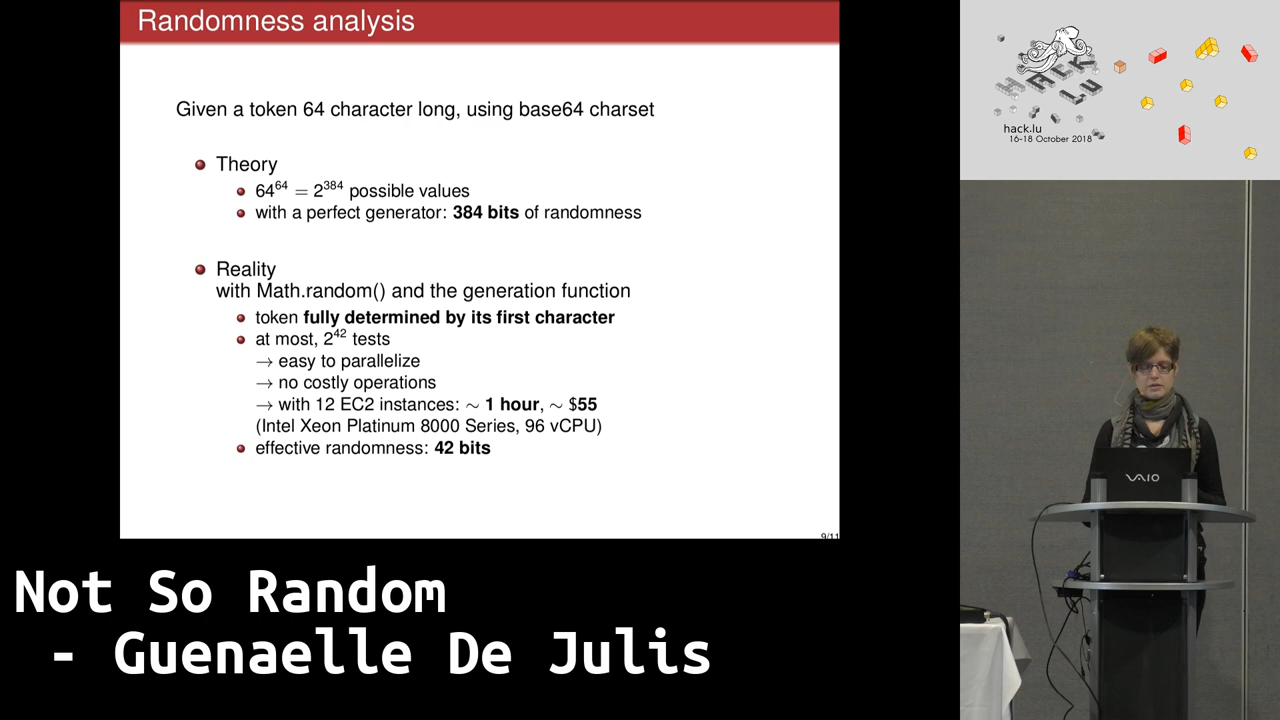 Randomness analysis
Given a token 64 character long, using base64 charset
Theory
64^64 = 2^384 possible values
with a perfect generator: 384 bits of randomness
Reality
with Math.random() and the generation function
token fully determined by its first character
at most, 2^42 tests
→ easy to parallelize
→ no costly operations
→ with 12 EC2 instances: ∼ 1 hour, ∼ $55
(Intel Xeon Platinum 8000 Series, 96 vCPU)
effective randomness: 42 bits
9/11
HACK LU
hack.lu
16-18 October 2018
VAIO
Not So Random
- Guenaelle De Julis